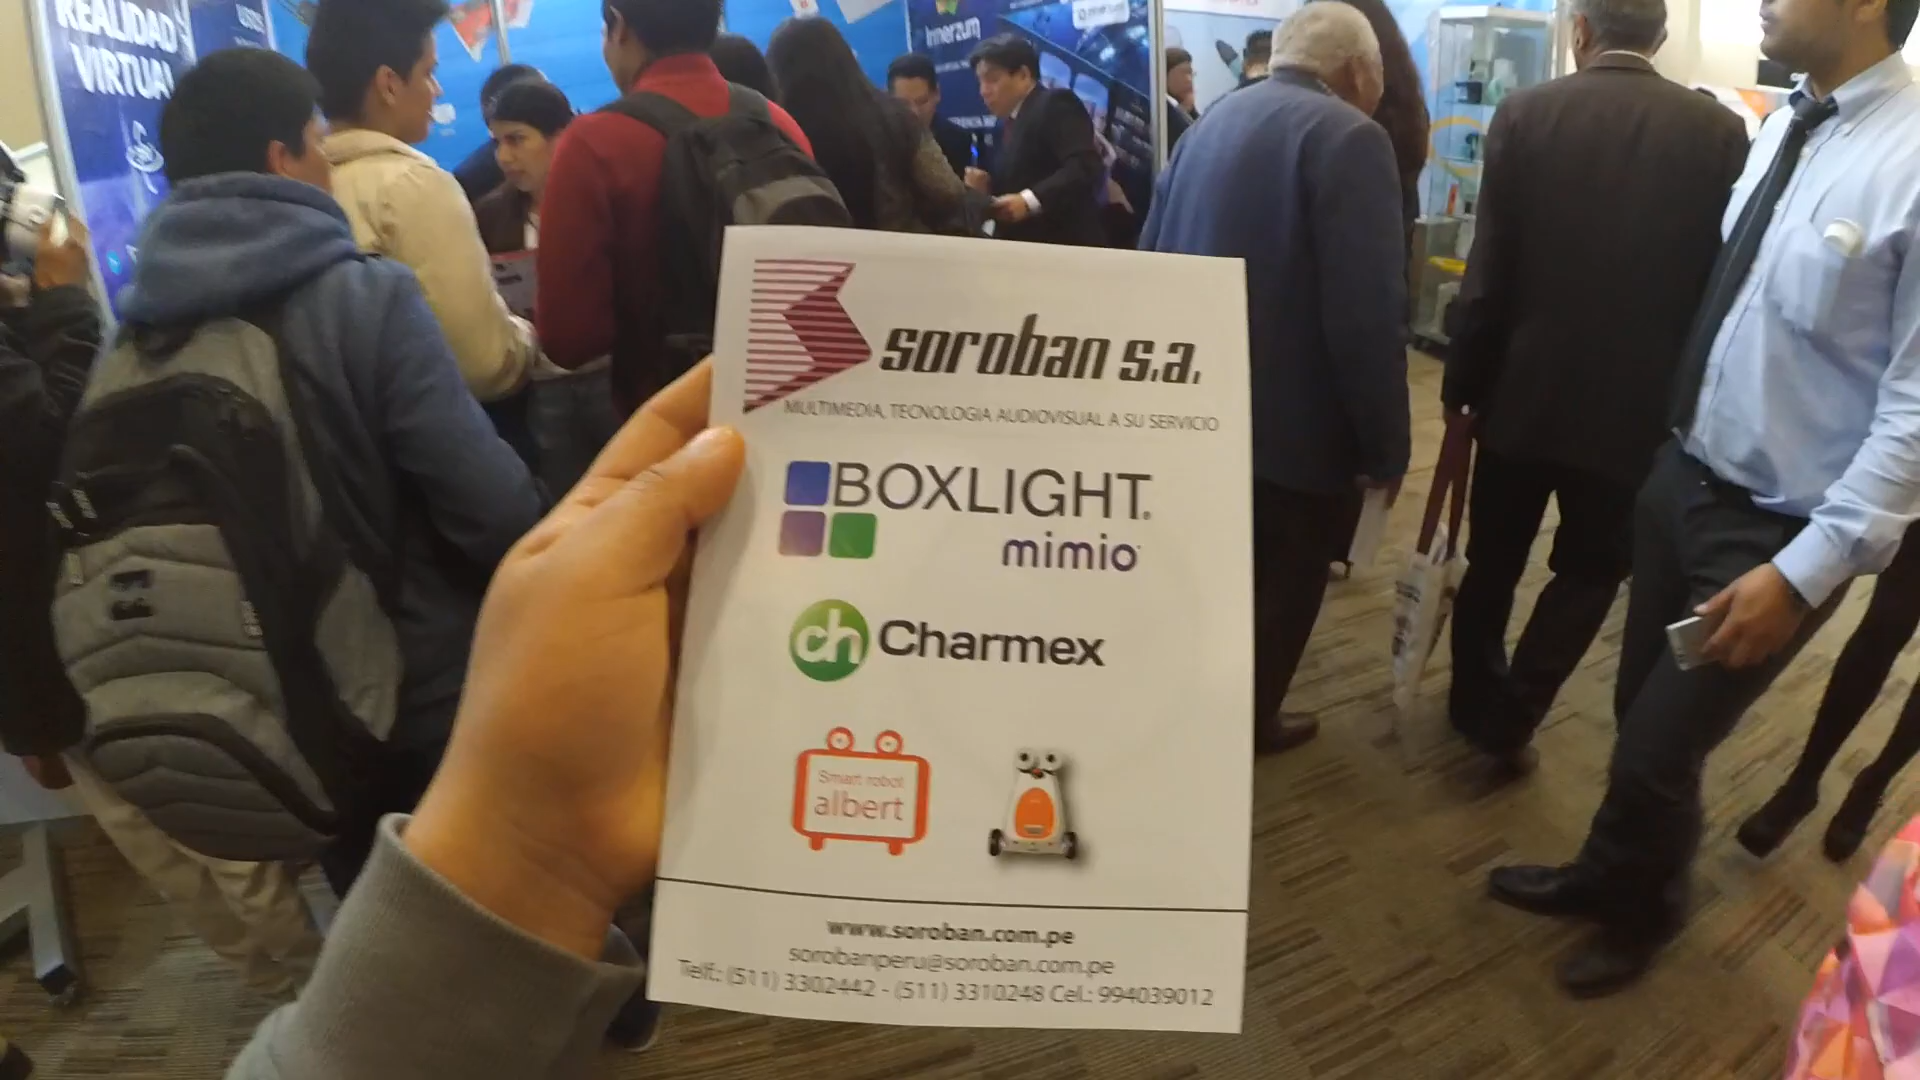 REALIDAD
VIRTUAL
Innerzum
soroban s.a.
MULTIMEDIA, TECNOLOGIA AUDIOVISUAL A SU SERVICIO
BOXLIGHT®
mimio
ch Charmex
Smart robot
albert
www.soroban.com.pe
sorobanperu@soroban.com.pe
Telf.: (511) 3302442 - (511) 3310248 Cel.: 994039012